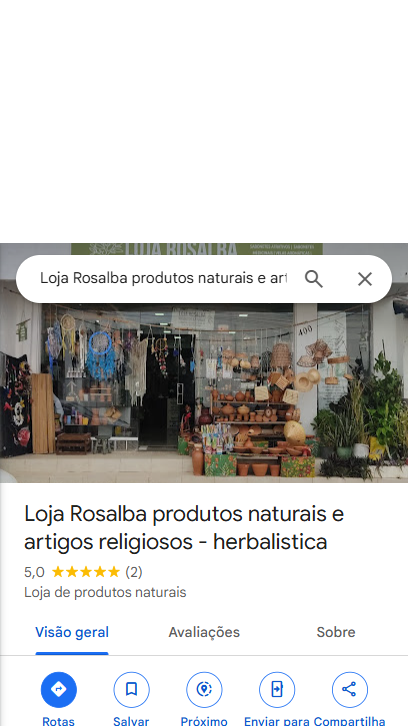 LOJA ROSALBA
Loja Rosalba produtos naturais e art
400
Loja Rosalba produtos naturais e
artigos religiosos - herbalistica
5,0 (2)
Loja de produtos naturais
Visão geral
Avaliações
Sobre
Rotas
Salvar
Próximo
Enviar para
Compartilhar